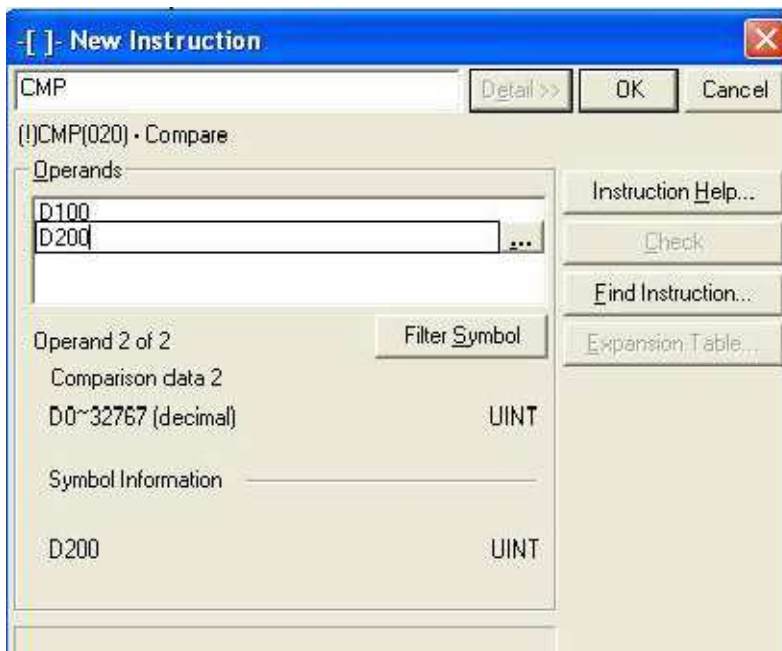 -[ ]- New Instruction
CMP
Detail >>
OK
Cancel
(!)CMP(020) - Compare
Operands
D100
D200
...
Instruction Help...
Check
Find Instruction...
Expansion Table...
Operand 2 of 2
Filter Symbol
Comparison data 2
D0~32767 (decimal)
UINT
Symbol Information
D200
UINT